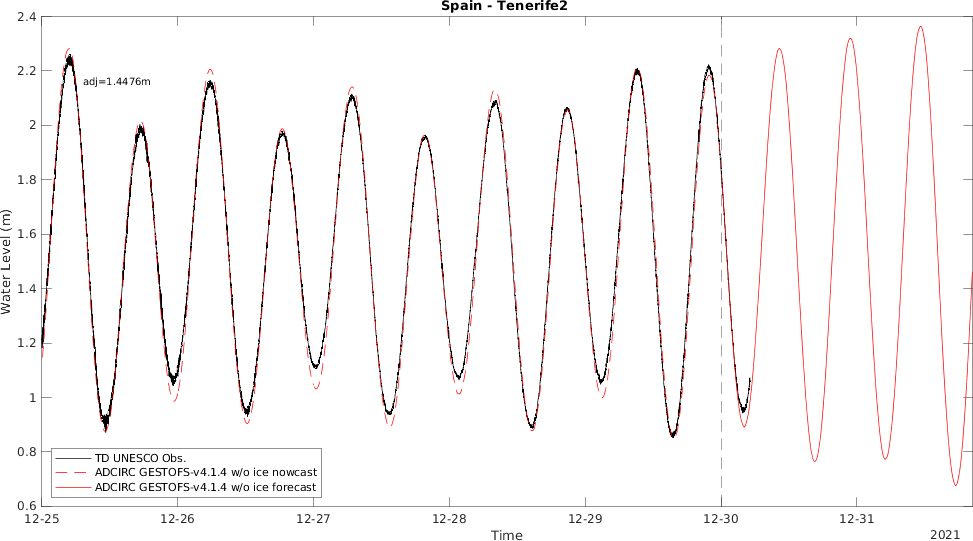 Spain - Tenerife2
2.4
2.2
2
1.8
1.6
1.4
1.2
1
0.8
0.6
Water Level (m)
adj=1.4476m
TD UNESCO Obs.
ADCIRC GESTOFS-v4.1.4 w/o ice nowcast
ADCIRC GESTOFS-v4.1.4 w/o ice forecast
12-25 12-26 12-27 12-28 12-29 12-30 12-31
Time
2021